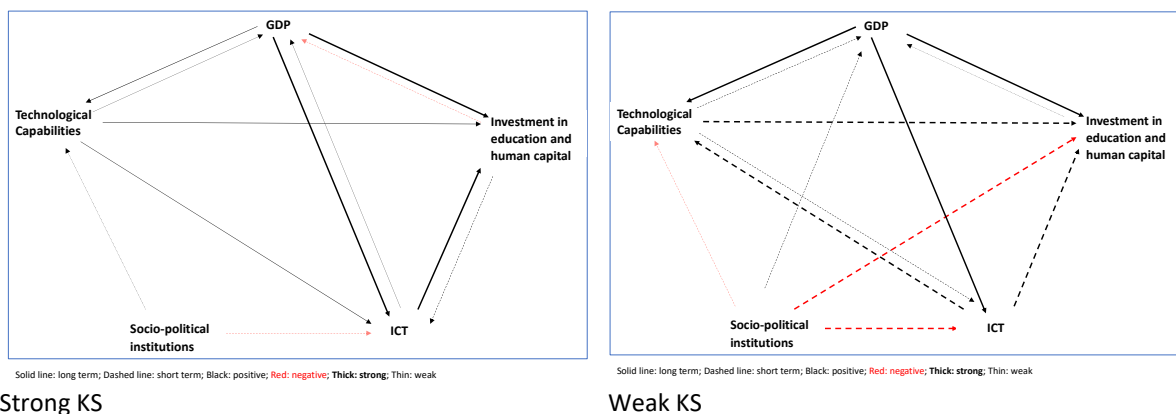 GDP
Technological
Capabilities
Investment in
education and
human capital
Socio-political
institutions
ICT
Solid line: long term; Dashed line: short term; Black: positive; Red: negative; Thick: strong; Thin: weak
Strong KS
GDP
Technological
Capabilities
Investment in
education and
human capital
Socio-political
institutions
ICT
Solid line: long term; Dashed line: short term; Black: positive; Red: negative; Thick: strong; Thin: weak
Weak KS